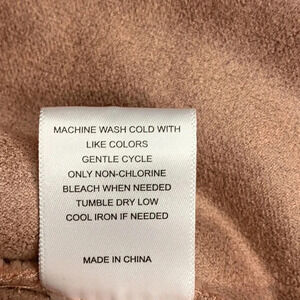 MACHINE WASH COLD WITH
LIKE COLORS
GENTLE CYCLE
ONLY NON-CHLORINE
BLEACH WHEN NEEDED
TUMBLE DRY LOW
COOL IRON IF NEEDED
MADE IN CHINA